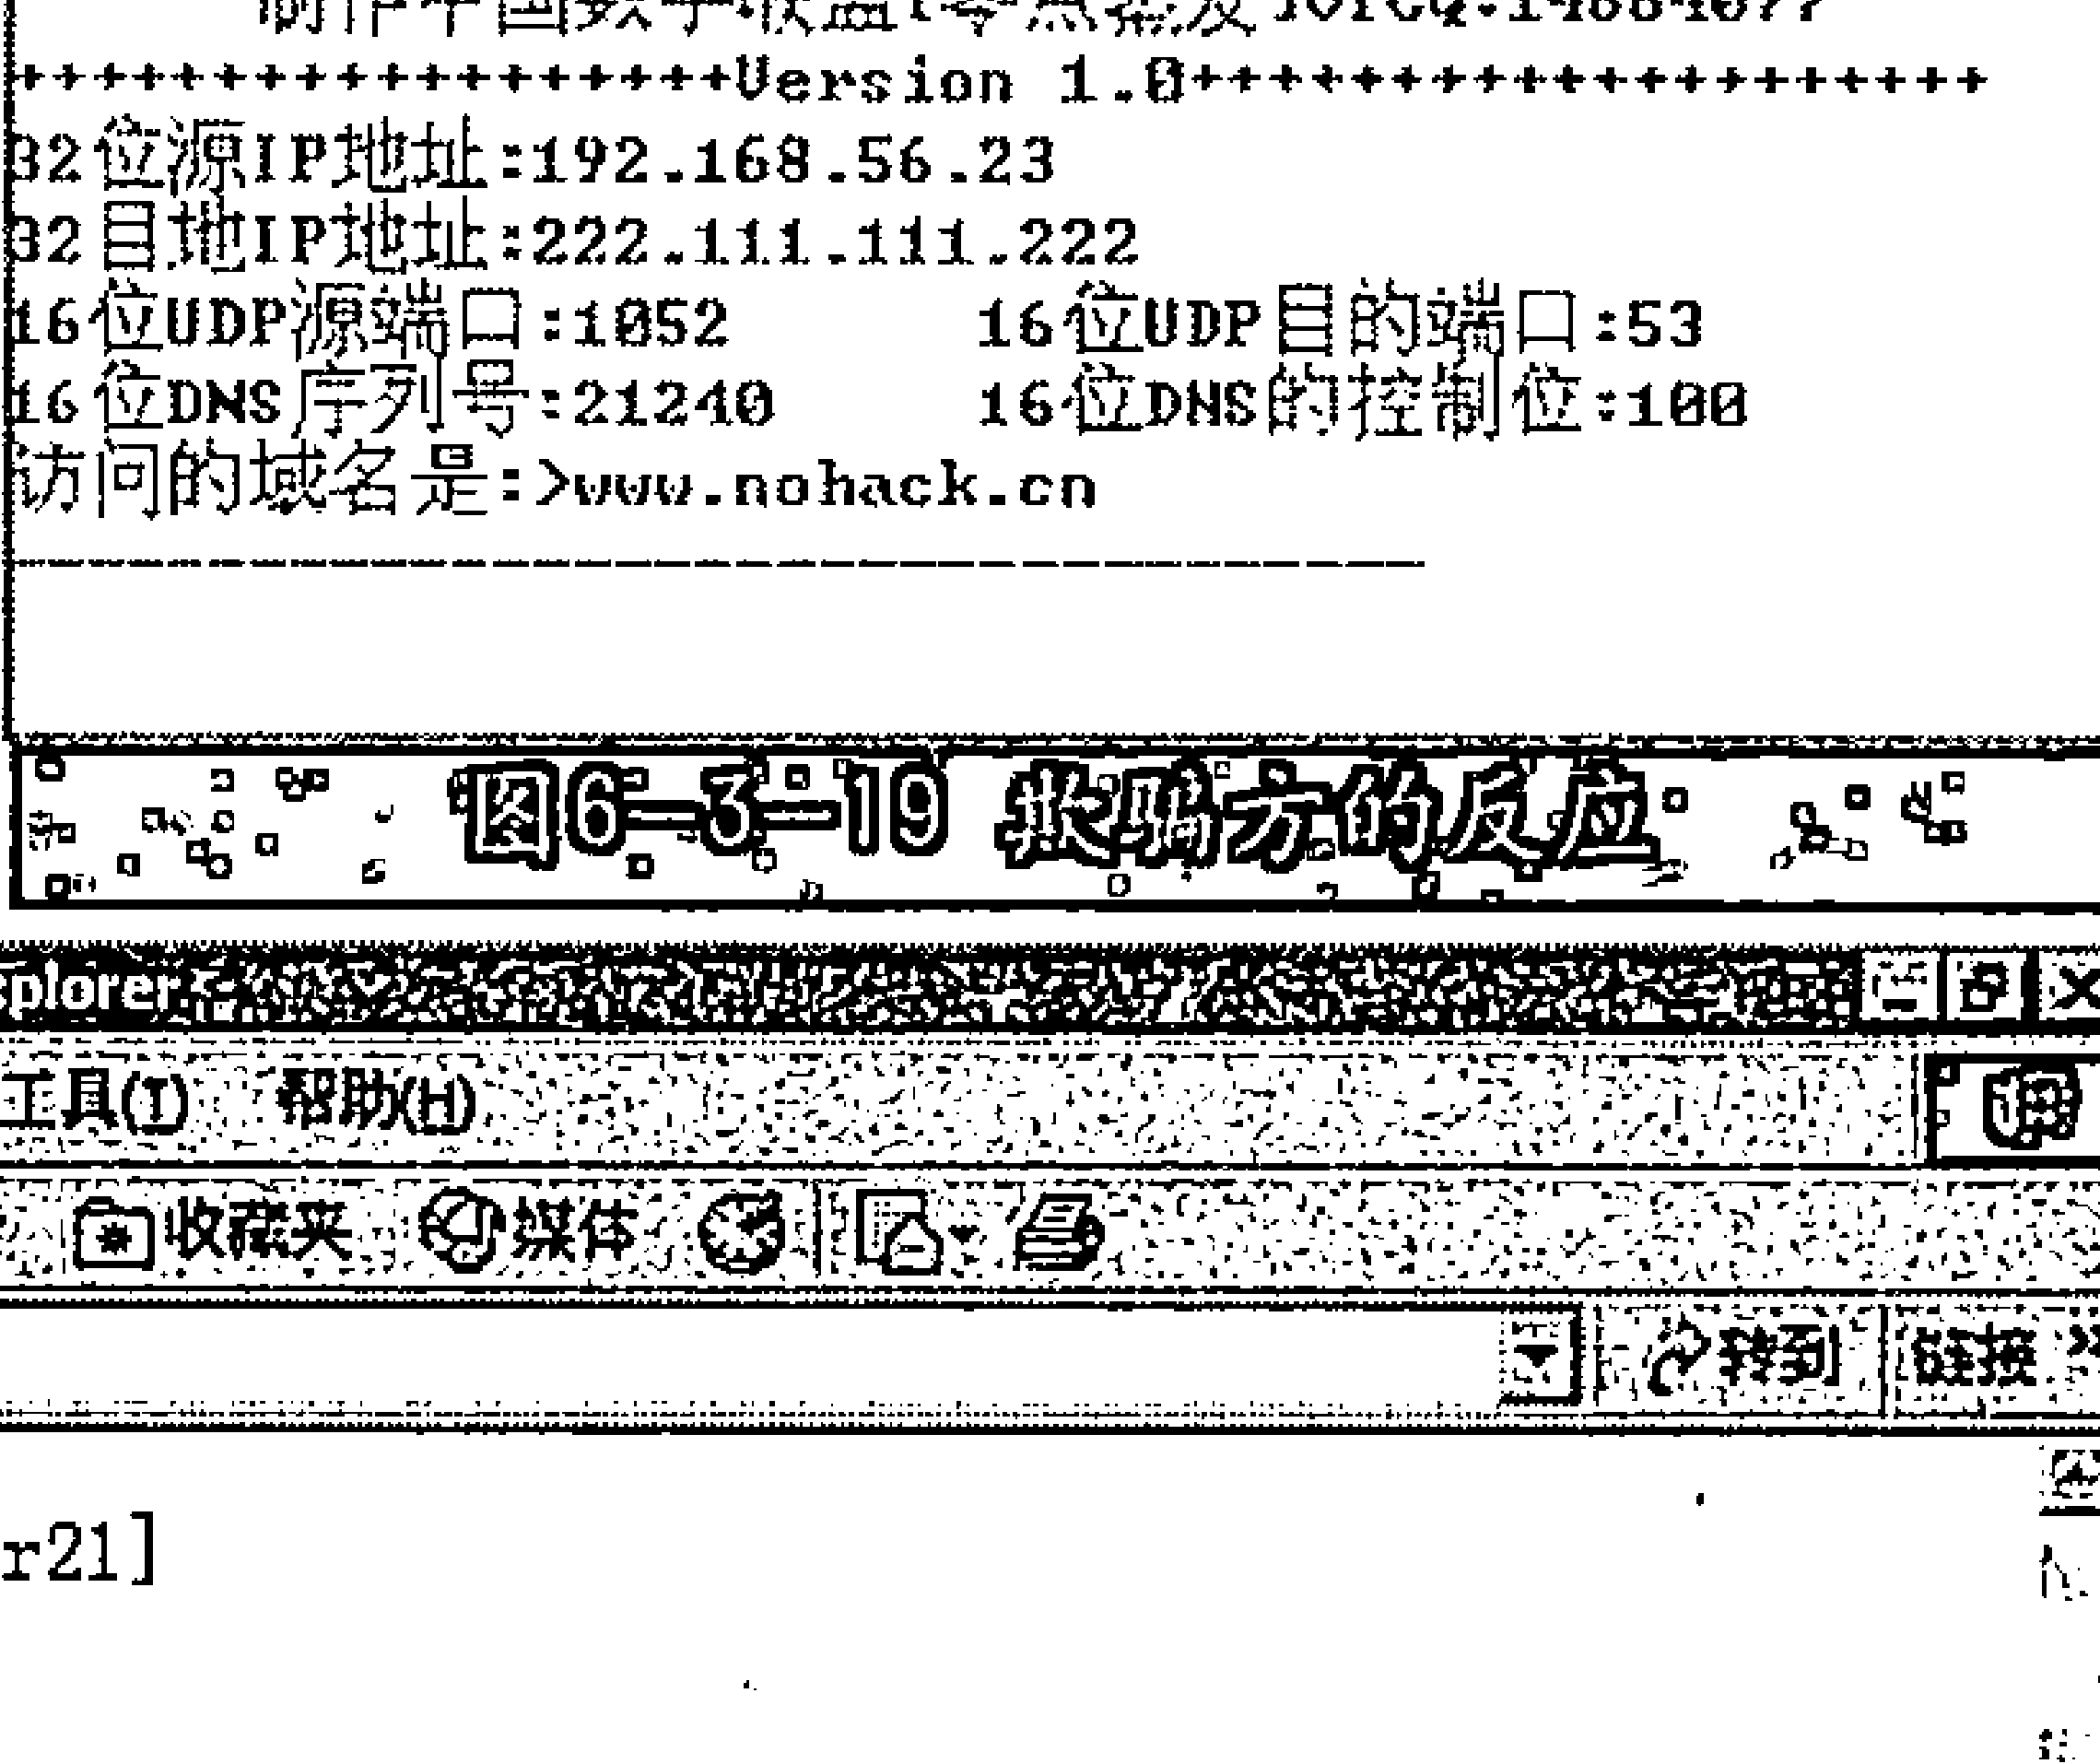 ++++++++++++++++++Version 1.0++++++++++++++++++++
32位源IP地址:192.168.56.23
32目地IP地址:222.111.111.222
16位UDP源端口:1052 16位UDP目的端口:53
16位DNS序列号:21240 16位DNS的控制位:100
访问的域名是:>www.nohack.cn
图6-3-19 欺骗方的反应
plorer
工具(T) 帮助(H)
收藏夹 媒体
转到 链接 »
r21]